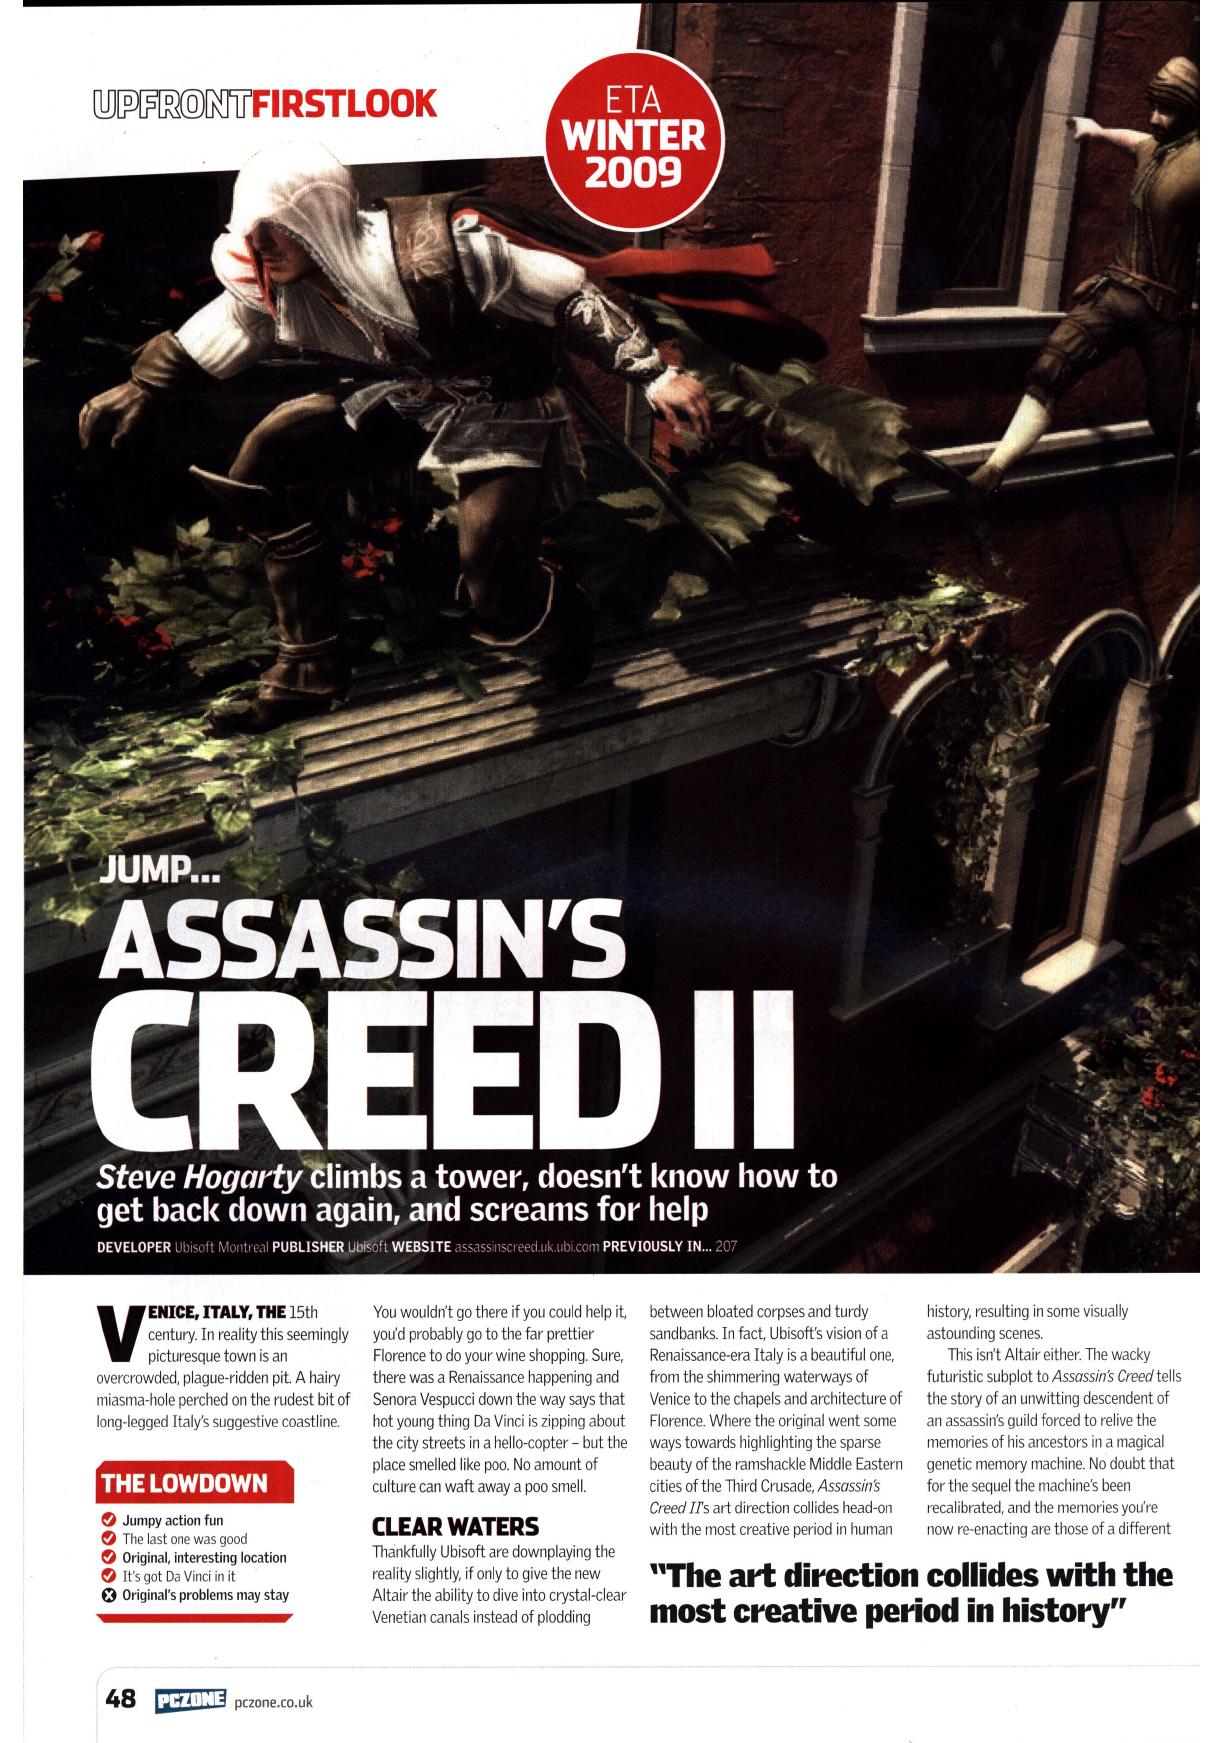 UPFRONTFIRSTLOOK
ETA
WINTER
2009
JUMP...
ASSASSIN'S
CREED II
Steve Hogarty climbs a tower, doesn't know how to
get back down again, and screams for help
DEVELOPER Ubisoft Montreal PUBLISHER Ubisoft WEBSITE assassinscreed.uk.ubi.com PREVIOUSLY IN... 207
VENICE, ITALY, THE 15th
century. In reality this seemingly
picturesque town is an
overcrowded, plague-ridden pit. A hairy
miasma-hole perched on the rudest bit of
long-legged Italy's suggestive coastline.
THE LOWDOWN
Jumpy action fun
The last one was good
Original, interesting location
It's got Da Vinci in it
Original's problems may stay
You wouldn't go there if you could help it,
you'd probably go to the far prettier
Florence to do your wine shopping. Sure,
there was a Renaissance happening and
Senora Vespucci down the way says that
hot young thing Da Vinci is zipping about
the city streets in a hello-copter – but the
place smelled like poo. No amount of
culture can waft away a poo smell.
CLEAR WATERS
Thankfully Ubisoft are downplaying the
reality slightly, if only to give the new
Altair the ability to dive into crystal-clear
Venetian canals instead of plodding
between bloated corpses and turdy
sandbanks. In fact, Ubisoft's vision of a
Renaissance-era Italy is a beautiful one,
from the shimmering waterways of
Venice to the chapels and architecture of
Florence. Where the original went some
ways towards highlighting the sparse
beauty of the ramshackle Middle Eastern
cities of the Third Crusade, Assassin's
Creed II's art direction collides head-on
with the most creative period in human
history, resulting in some visually
astounding scenes.
This isn't Altair either. The wacky
futuristic subplot to Assassin's Creed tells
the story of an unwitting descendent of
an assassin's guild forced to relive the
memories of his ancestors in a magical
genetic memory machine. No doubt that
for the sequel the machine's been
recalibrated, and the memories you're
now re-enacting are those of a different
"The art direction collides with the
most creative period in history"
48 PCZONE pczone.co.uk